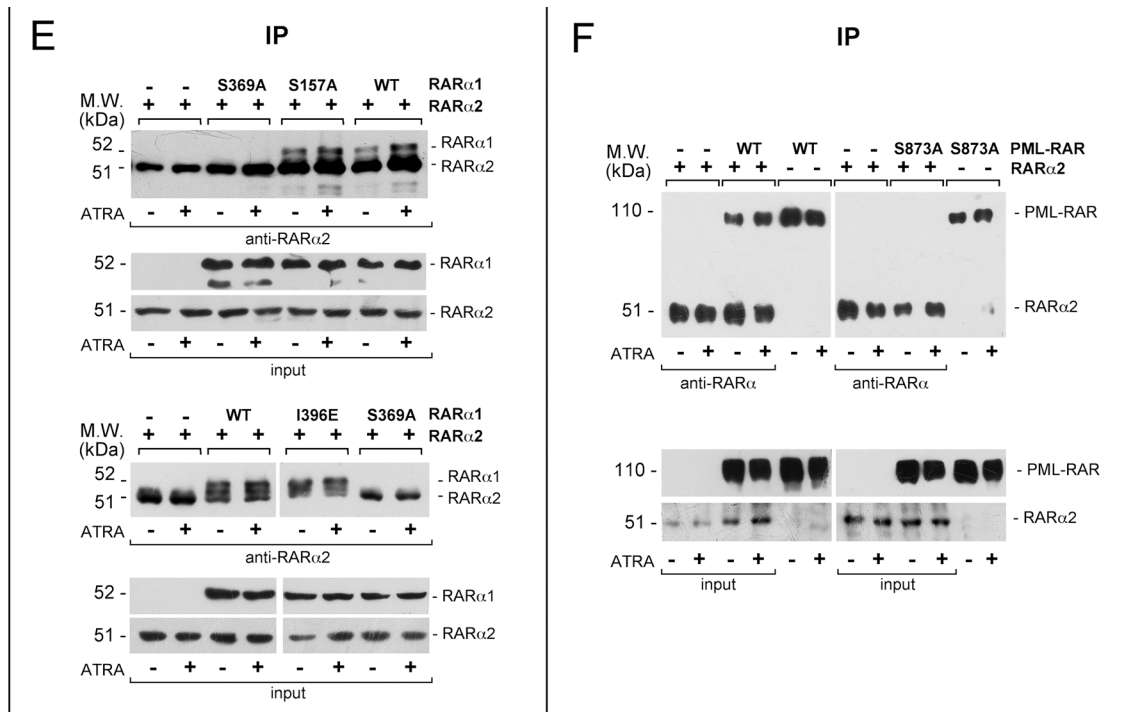 E
IP
- - S369A S157A WT RARα1
M.W. (kDa) + + + + + + + + RARα2
52 - RARα1
51 - - RARα2
ATRA - + - + - + - +
anti-RARα2
52 - - RARα1
51 - - RARα2
ATRA - + - + - + - +
input
- - WT I396E S369A RARα1
M.W. (kDa) + + + + + + + + RARα2
52 - - RARα1
51 - - RARα2
ATRA - + - + - + - +
anti-RARα2
52 - - RARα1
51 - - RARα2
ATRA - + - + - + - +
input
F
IP
- - WT WT - - S873A S873A PML-RAR
M.W. (kDa) + + + + - - + + + + - - RARα2
110 - - PML-RAR
51 - - RARα2
ATRA - + - + - + - + - + - +
anti-RARα anti-RARα
110 - - PML-RAR
51 - - RARα2
ATRA - + - + - + - + - + - +
input input